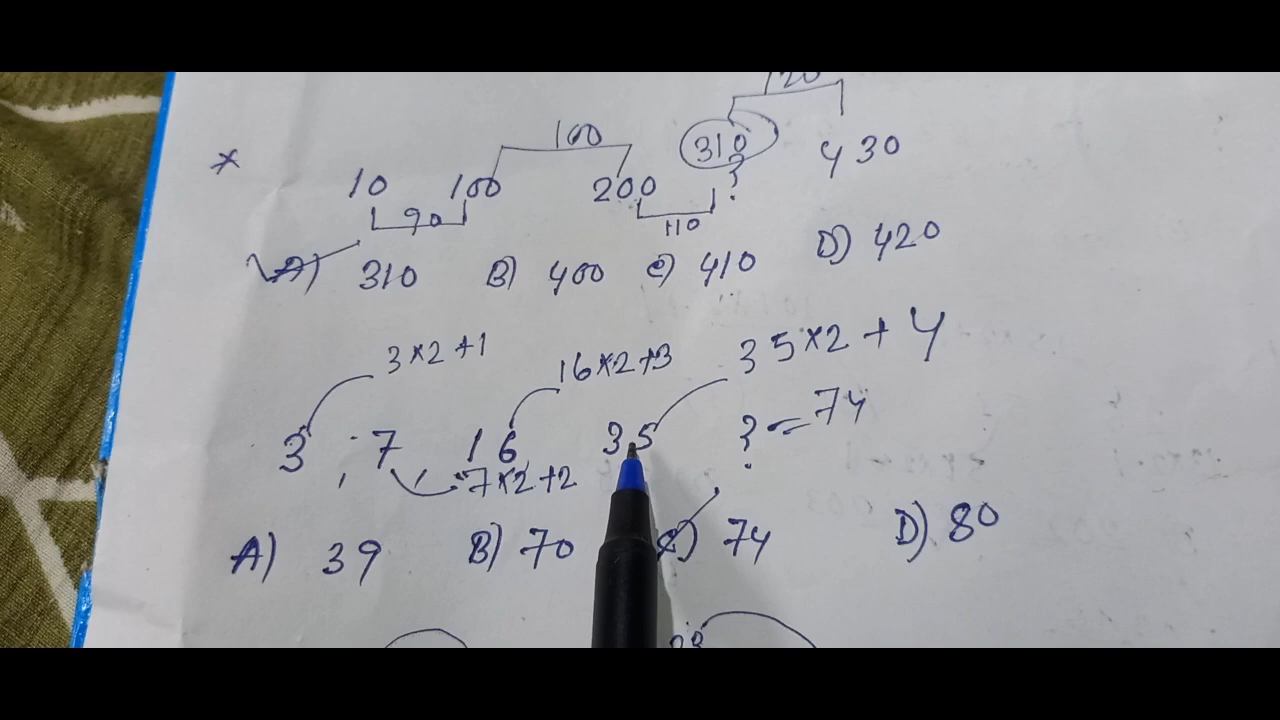 120
100 310
* 10 100 200 ? 430
90 110
A) 310 B) 400 C) 410 D) 420
3×2+1 16×2+3 35×2+4
3, 7, 16 35 ? = 74
7×2+2
A) 39 B) 70 C) 74 D) 80